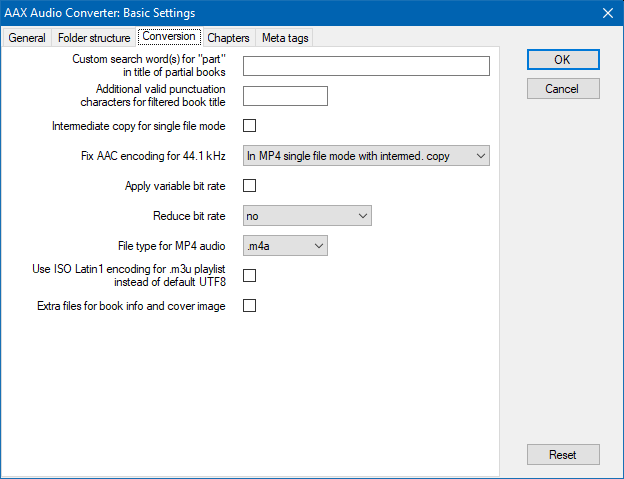 AAX Audio Converter: Basic Settings
General
Folder structure
Conversion
Chapters
Meta tags
Custom search word(s) for "part"
in title of partial books
Additional valid punctuation
characters for filtered book title
Intermediate copy for single file mode
Fix AAC encoding for 44.1 kHz
In MP4 single file mode with intermed. copy
Apply variable bit rate
Reduce bit rate
no
File type for MP4 audio
.m4a
Use ISO Latin1 encoding for .m3u playlist
instead of default UTF8
Extra files for book info and cover image
OK
Cancel
Reset